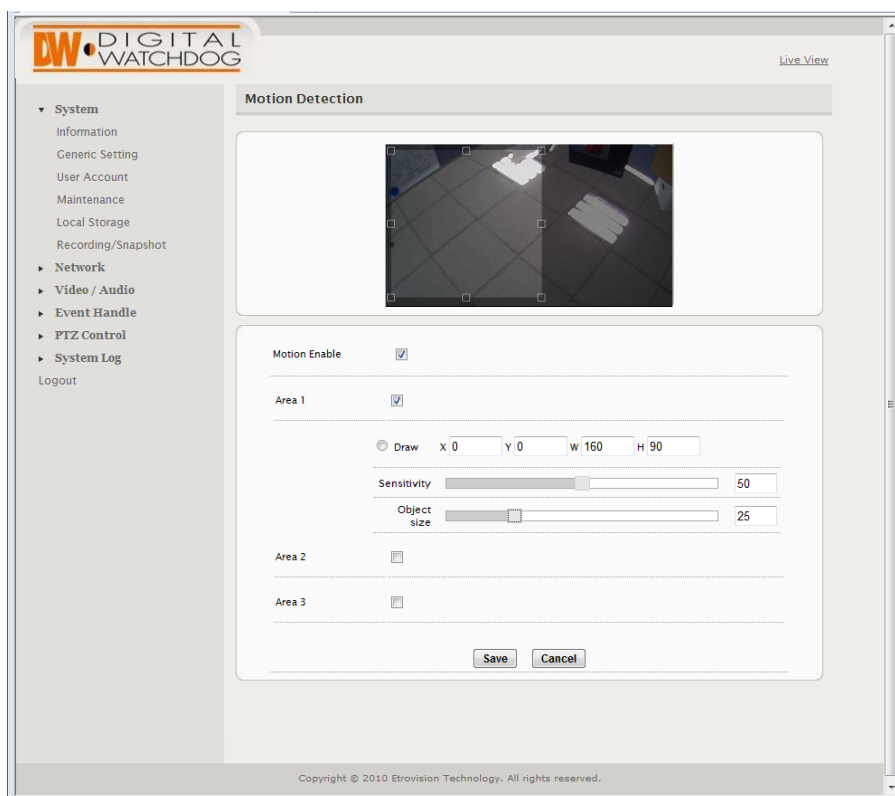 DW DIGITAL
WATCHDOG
Live View
System
Information
Generic Setting
User Account
Maintenance
Local Storage
Recording/Snapshot
Network
Video / Audio
Event Handle
PTZ Control
System Log
Logout
Motion Detection
Motion Enable
Area 1
Draw X 0 Y 0 W 160 H 90
Sensitivity 50
Object
size 25
Area 2
Area 3
Save Cancel
Copyright © 2010 Etrovision Technology. All rights reserved.